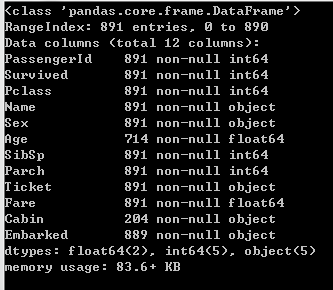 <class 'pandas.core.frame.DataFrame'>
RangeIndex: 891 entries, 0 to 890
Data columns (total 12 columns):
PassengerId    891 non-null int64
Survived       891 non-null int64
Pclass         891 non-null int64
Name           891 non-null object
Sex            891 non-null object
Age            714 non-null float64
SibSp          891 non-null int64
Parch          891 non-null int64
Ticket         891 non-null object
Fare           891 non-null float64
Cabin          204 non-null object
Embarked       889 non-null object
dtypes: float64(2), int64(5), object(5)
memory usage: 83.6+ KB